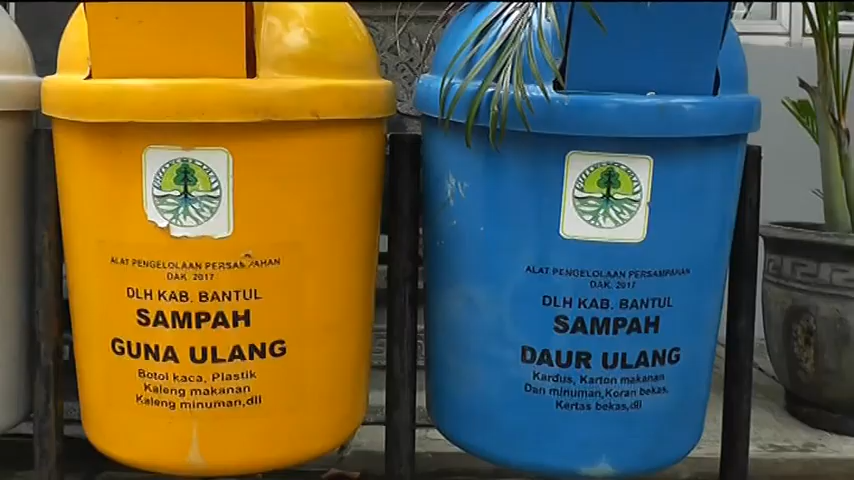 ALAT PENGELOLAAN PERSAMPAHAN
DAK. 2017
DLH KAB. BANTUL
SAMPAH
GUNA ULANG
Botol kaca, Plastik
Kaleng makanan
Kaleng minuman,dll
ALAT PENGELOLAAN PERSAMPAHAN
DAK. 2017
DLH KAB. BANTUL
SAMPAH
DAUR ULANG
Kardus, Karton makanan
Dan minuman, Koran bekas,
Kertas bekas,dll